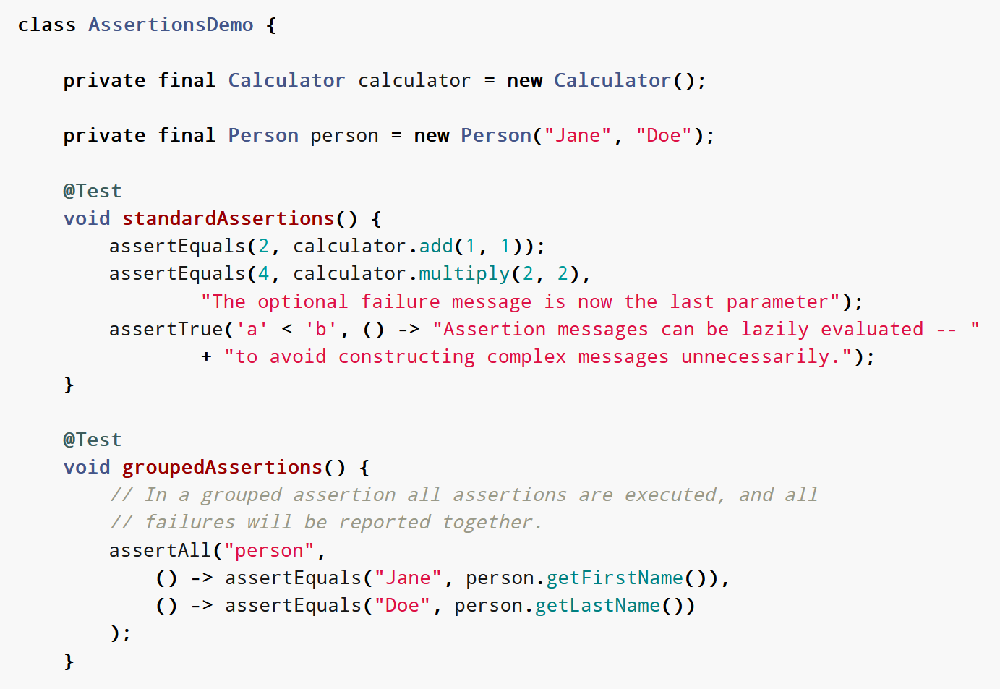 class AssertionsDemo {
    private final Calculator calculator = new Calculator();
    private final Person person = new Person("Jane", "Doe");
    @Test
    void standardAssertions() {
        assertEquals(2, calculator.add(1, 1));
        assertEquals(4, calculator.multiply(2, 2),
                "The optional failure message is now the last parameter");
        assertTrue('a' < 'b', () -> "Assertion messages can be lazily evaluated -- "
                + "to avoid constructing complex messages unnecessarily.");
    }
    @Test
    void groupedAssertions() {
        // In a grouped assertion all assertions are executed, and all
        // failures will be reported together.
        assertAll("person",
            () -> assertEquals("Jane", person.getFirstName()),
            () -> assertEquals("Doe", person.getLastName())
        );
    }